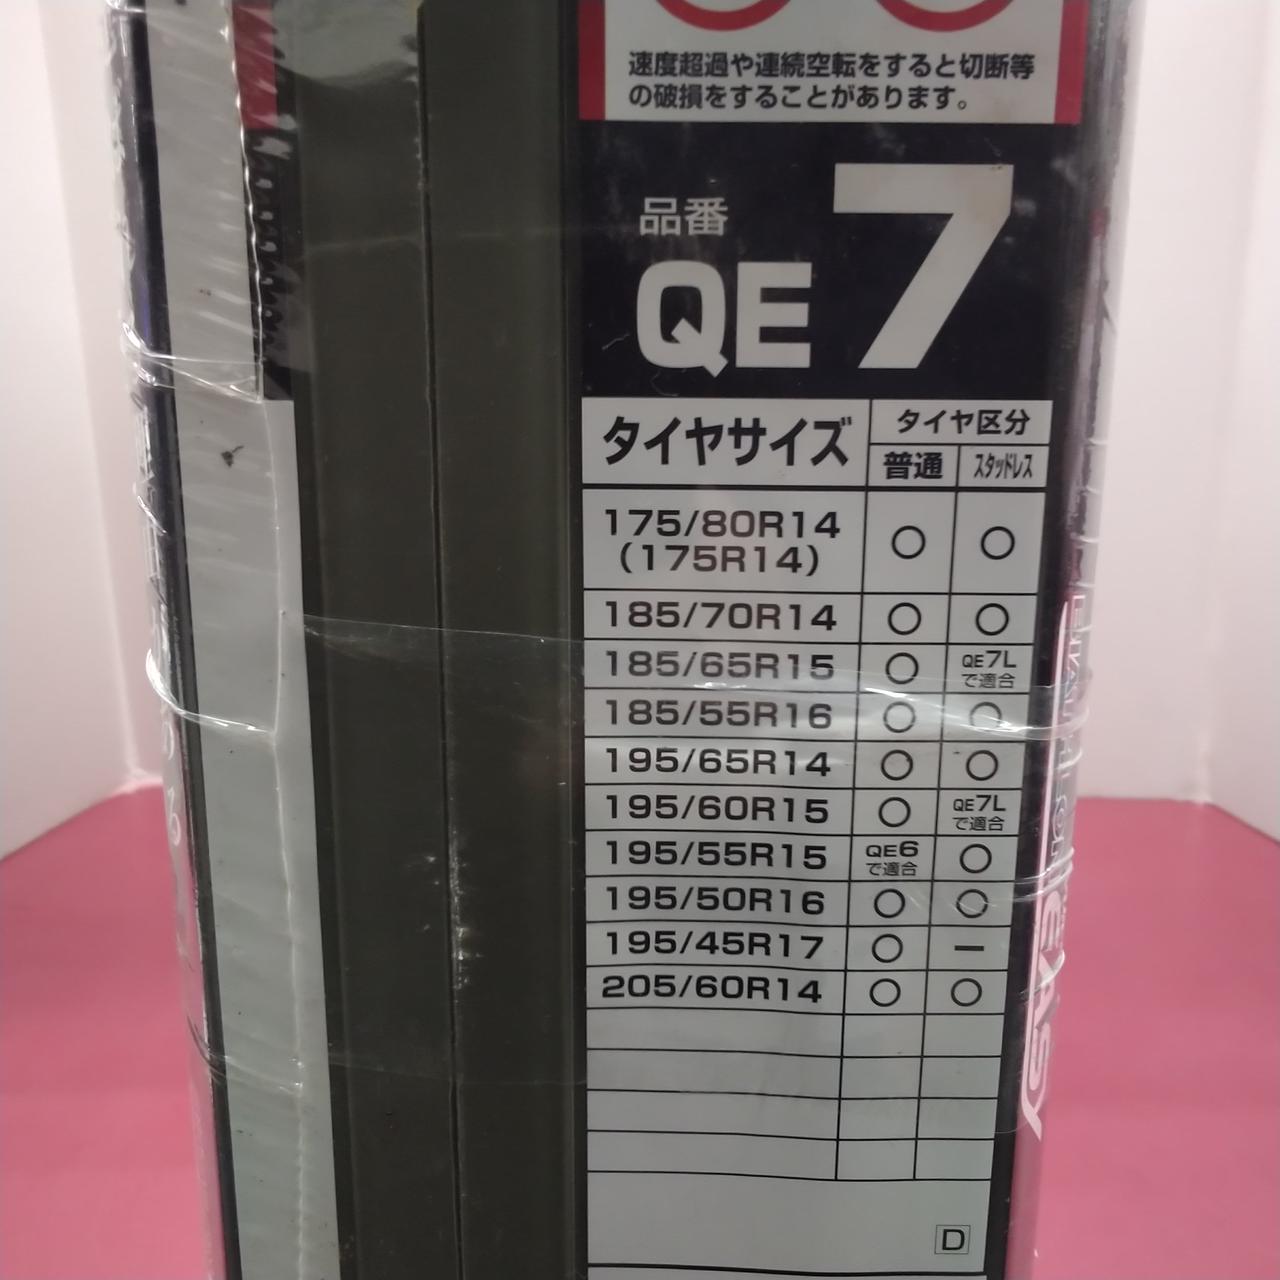 速度超過や連続空転をすると切断等
の破損をすることがあります。
品番
QE7
タイヤサイズ タイヤ区分
普通 スタッドレス
175/80R14
(175R14) ○ ○
185/70R14 ○ ○
185/65R15 ○ QE7L
で適合
185/55R16 ○ ○
195/65R14 ○ ○
195/60R15 ○ QE7L
で適合
195/55R15 QE6 ○
で適合
195/50R16 ○ ○
195/45R17 ○ −
205/60R14 ○ ○
D